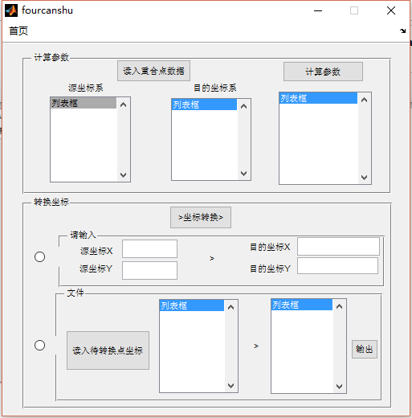 fourcanshu
首页
计算参数
读入重合点数据
计算参数
源坐标系
目的坐标系
列表框
列表框
列表框
转换坐标
>坐标转换>
请输入
源坐标X
>
目的坐标X
源坐标Y
目的坐标Y
文件
读入待转换点坐标
列表框
>
列表框
输出